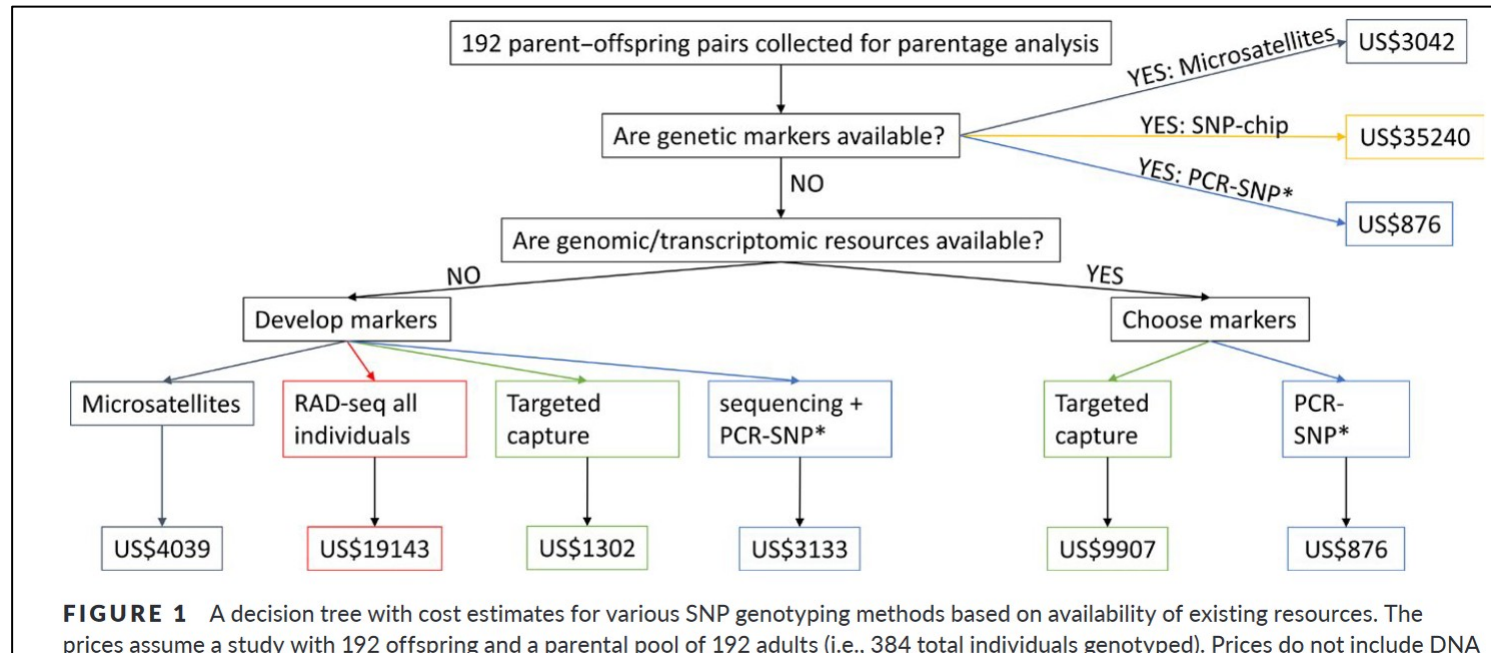 192 parent–offspring pairs collected for parentage analysis
YES: Microsatellites
US$3042
Are genetic markers available?
YES: SNP-chip
US$35240
YES: PCR-SNP*
US$876
NO
Are genomic/transcriptomic resources available?
NO
YES
Develop markers
Choose markers
Microsatellites
RAD-seq all
individuals
Targeted
capture
sequencing +
PCR-SNP*
Targeted
capture
PCR-
SNP*
US$4039
US$19143
US$1302
US$3133
US$9907
US$876
FIGURE 1 A decision tree with cost estimates for various SNP genotyping methods based on availability of existing resources. The
prices assume a study with 192 offspring and a parental pool of 192 adults (i.e., 384 total individuals genotyped). Prices do not include DNA